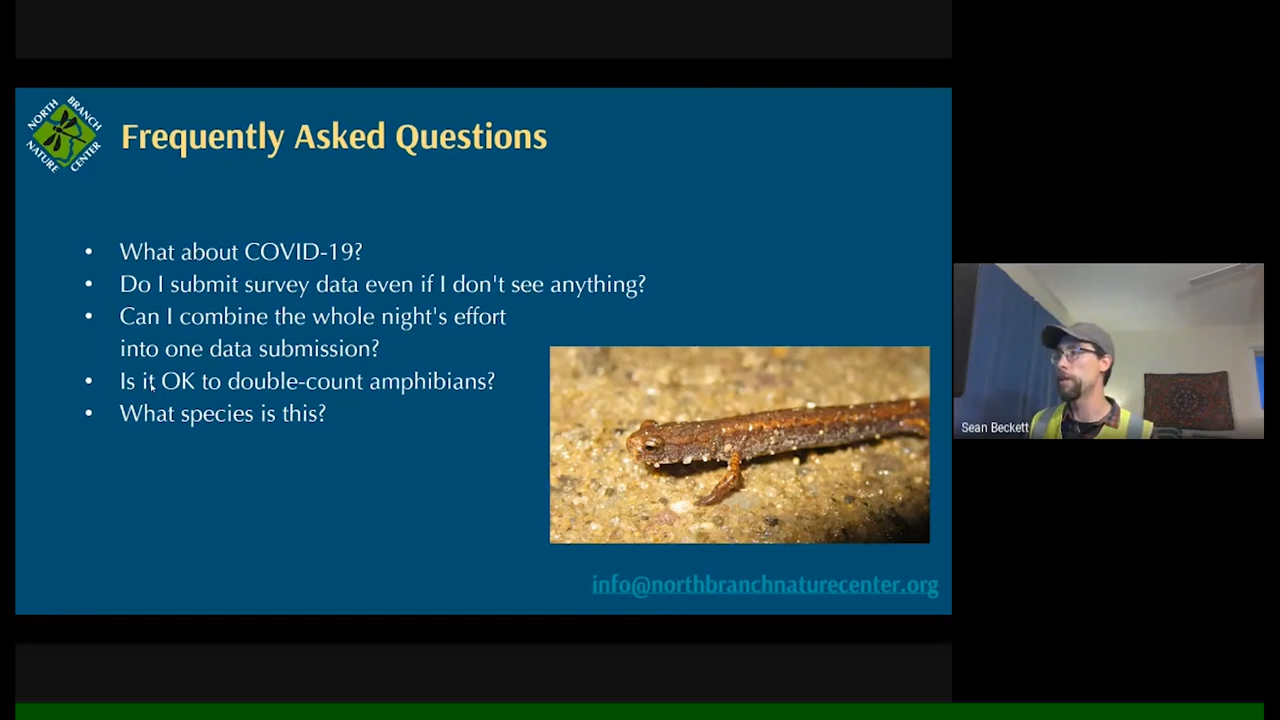 NORTH BRANCH
NATURE CENTER
Frequently Asked Questions
• What about COVID-19?
• Do I submit survey data even if I don't see anything?
• Can I combine the whole night's effort
into one data submission?
• Is it OK to double-count amphibians?
• What species is this?
info@northbranchnaturecenter.org
Sean Beckett